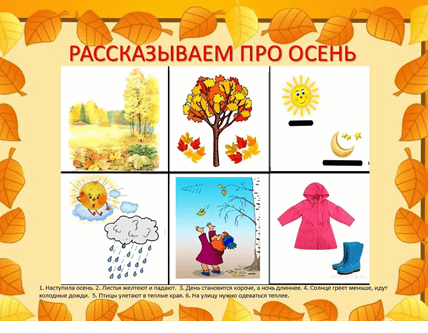 РАССКАЗЫВАЕМ ПРО ОСЕНЬ
1. Наступила осень. 2. Листья желтеют и падают. 3. День становится короче, а ночь длиннее. 4. Солнце греет меньше, идут
холодные дожди. 5. Птицы улетают в теплые края. 6. На улицу нужно одеваться теплее.